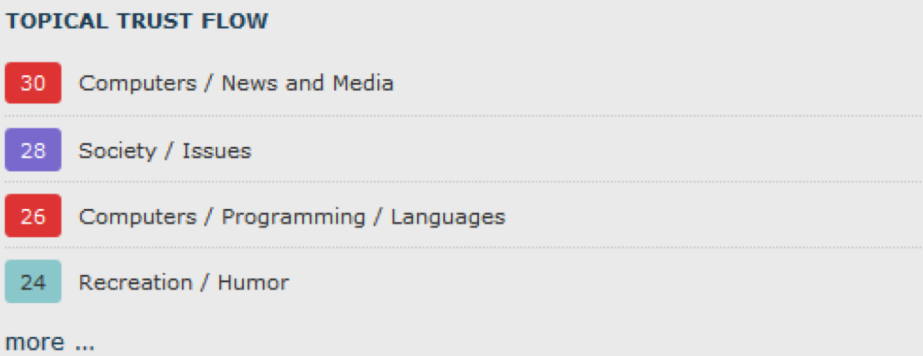 TOPICAL TRUST FLOW
30 Computers / News and Media
28 Society / Issues
26 Computers / Programming / Languages
24 Recreation / Humor
more ...